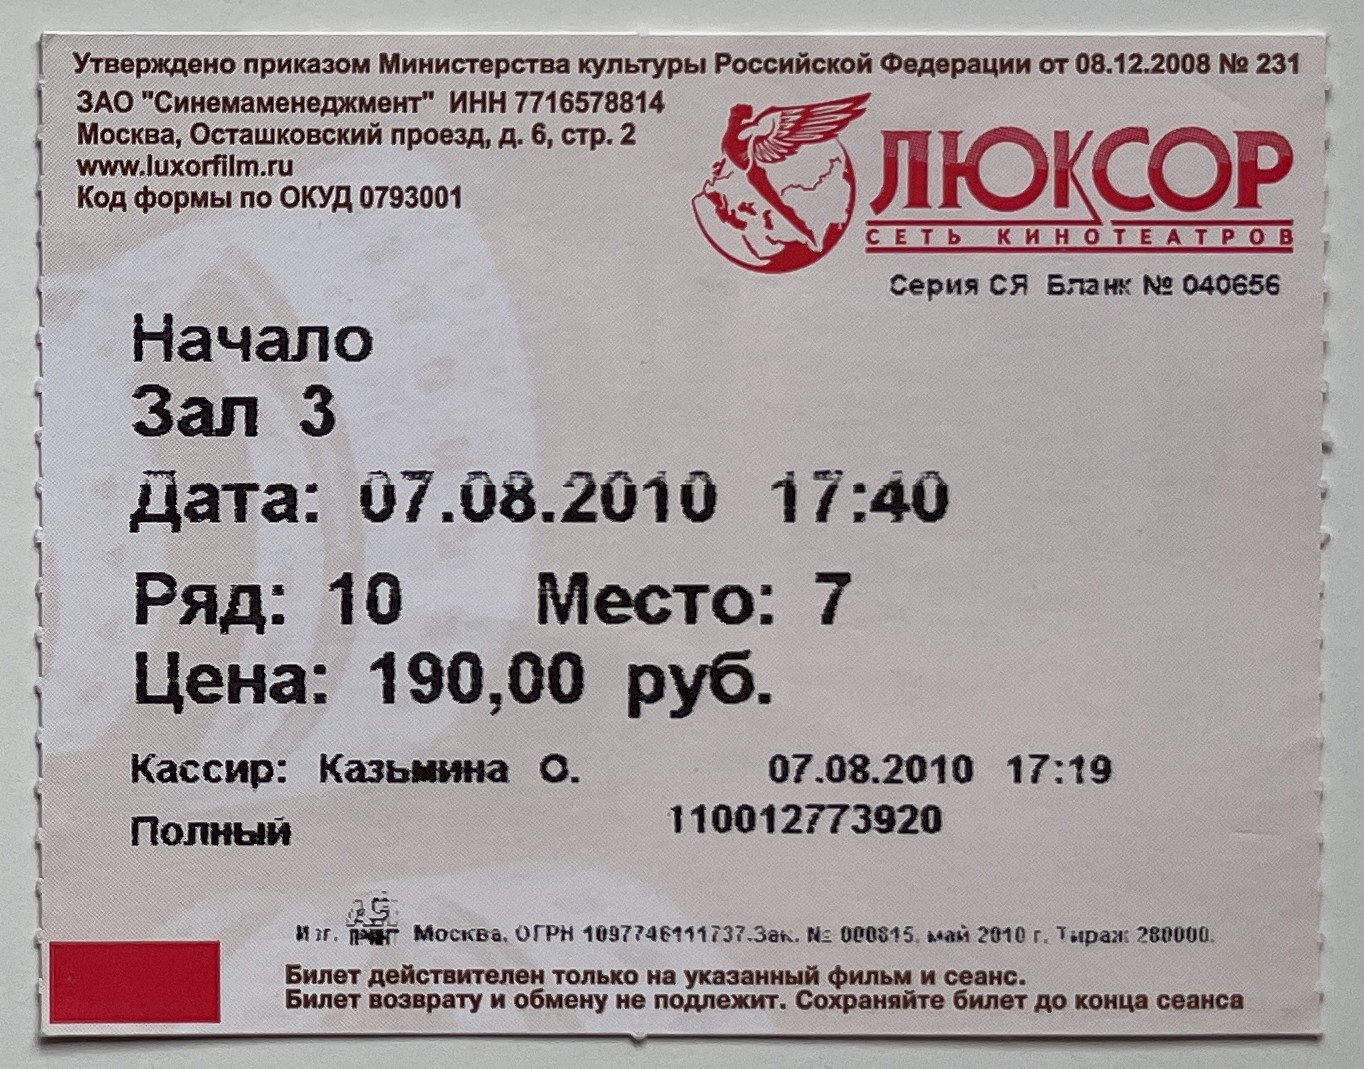 Утверждено приказом Министерства культуры Российской Федерации от 08.12.2008 № 231
ЗАО "Синемаменеджмент" ИНН 7716578814
Москва, Осташковский проезд, д. 6, стр. 2
www.luxorfilm.ru
Код формы по ОКУД 0793001
ЛЮКСОР
СЕТЬ КИНОТЕАТРОВ
Серия СЯ Бланк № 040656
Начало
Зал 3
Дата: 07.08.2010 17:40
Ряд: 10 Место: 7
Цена: 190,00 руб.
Кассир: Казьмина О. 07.08.2010 17:19
Полный 110012773920
Изг. Москва, ОГРН 1097746111737.Зак. № 000815, май 2010 г. Тираж 280000.
Билет действителен только на указанный фильм и сеанс.
Билет возврату и обмену не подлежит. Сохраняйте билет до конца сеанса